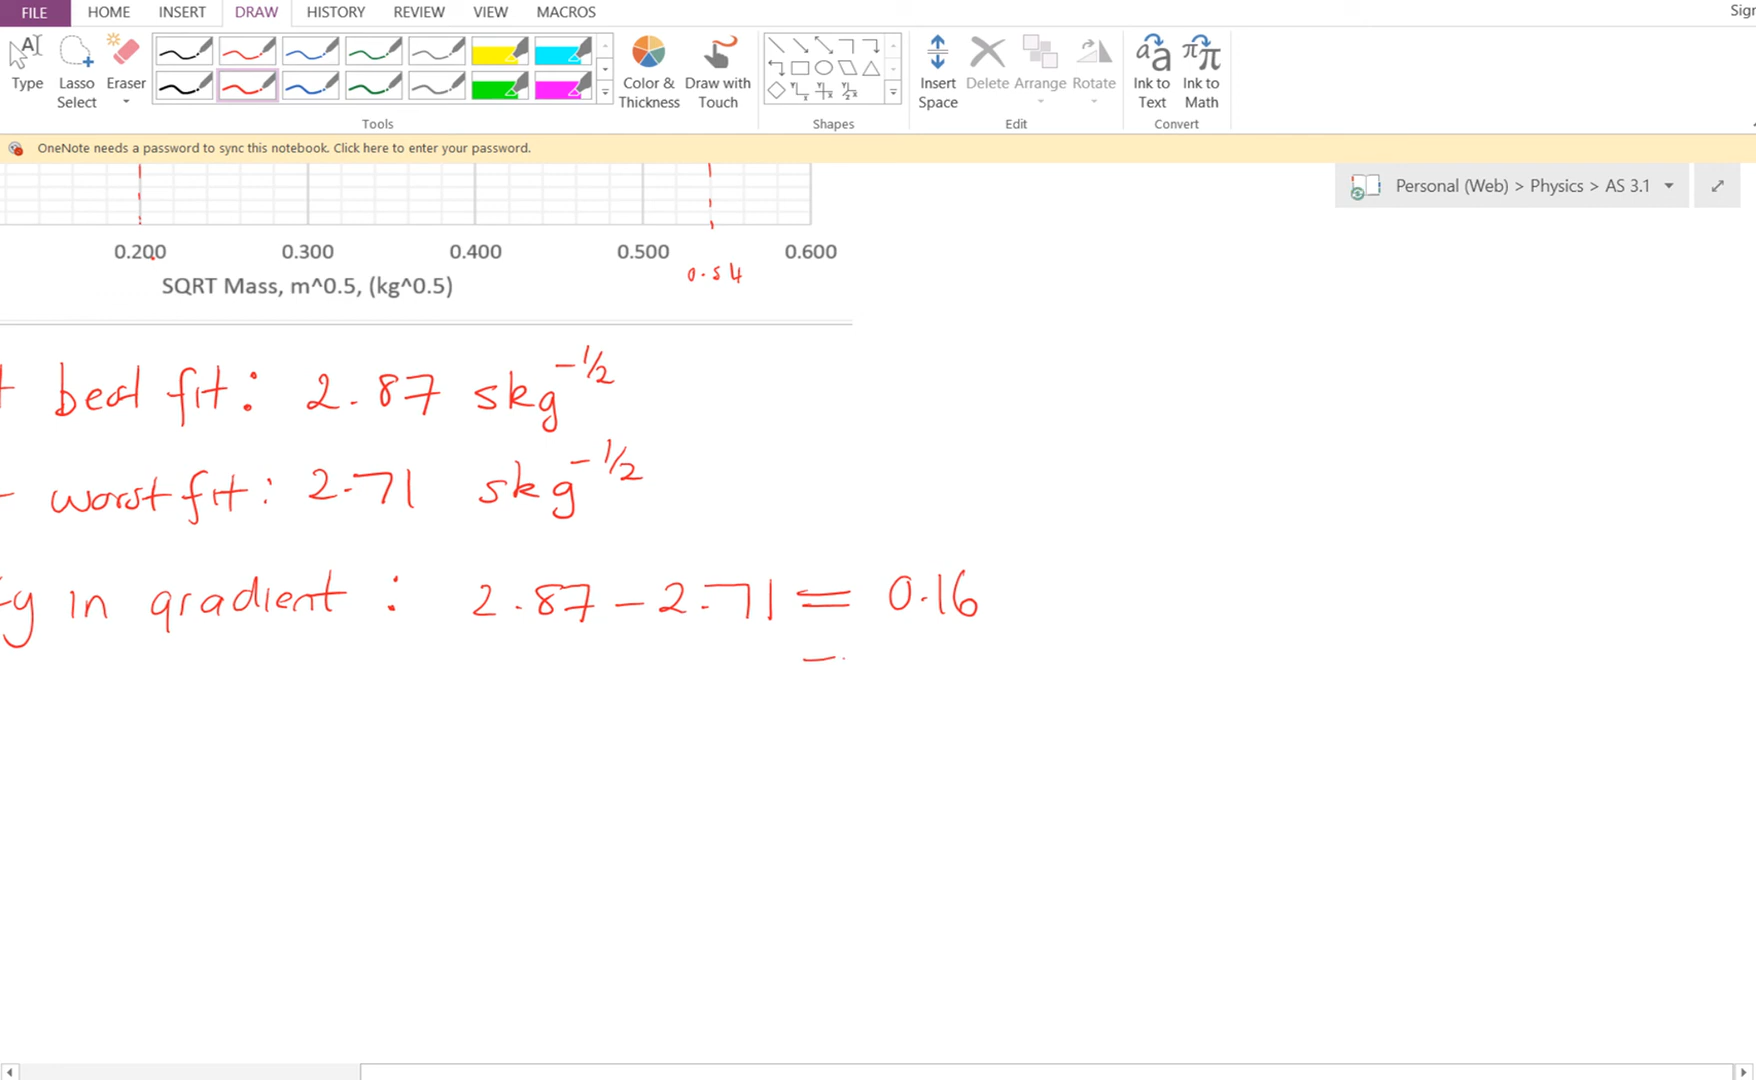 FILE HOME INSERT DRAW HISTORY REVIEW VIEW MACROS Sign
Type Lasso Select Eraser Color & Thickness Draw with Touch Insert Space Delete Arrange Rotate Ink to Text Ink to Math
Tools Shapes Edit Convert
OneNote needs a password to sync this notebook. Click here to enter your password.
Personal (Web) > Physics > AS 3.1
0.200 0.300 0.400 0.500 0.600
0.54
SQRT Mass, m^0.5, (kg^0.5)
best fit: 2.87 skg^-1/2
worst fit: 2.71 skg^-1/2
y in gradient : 2.87 - 2.71 = 0.16